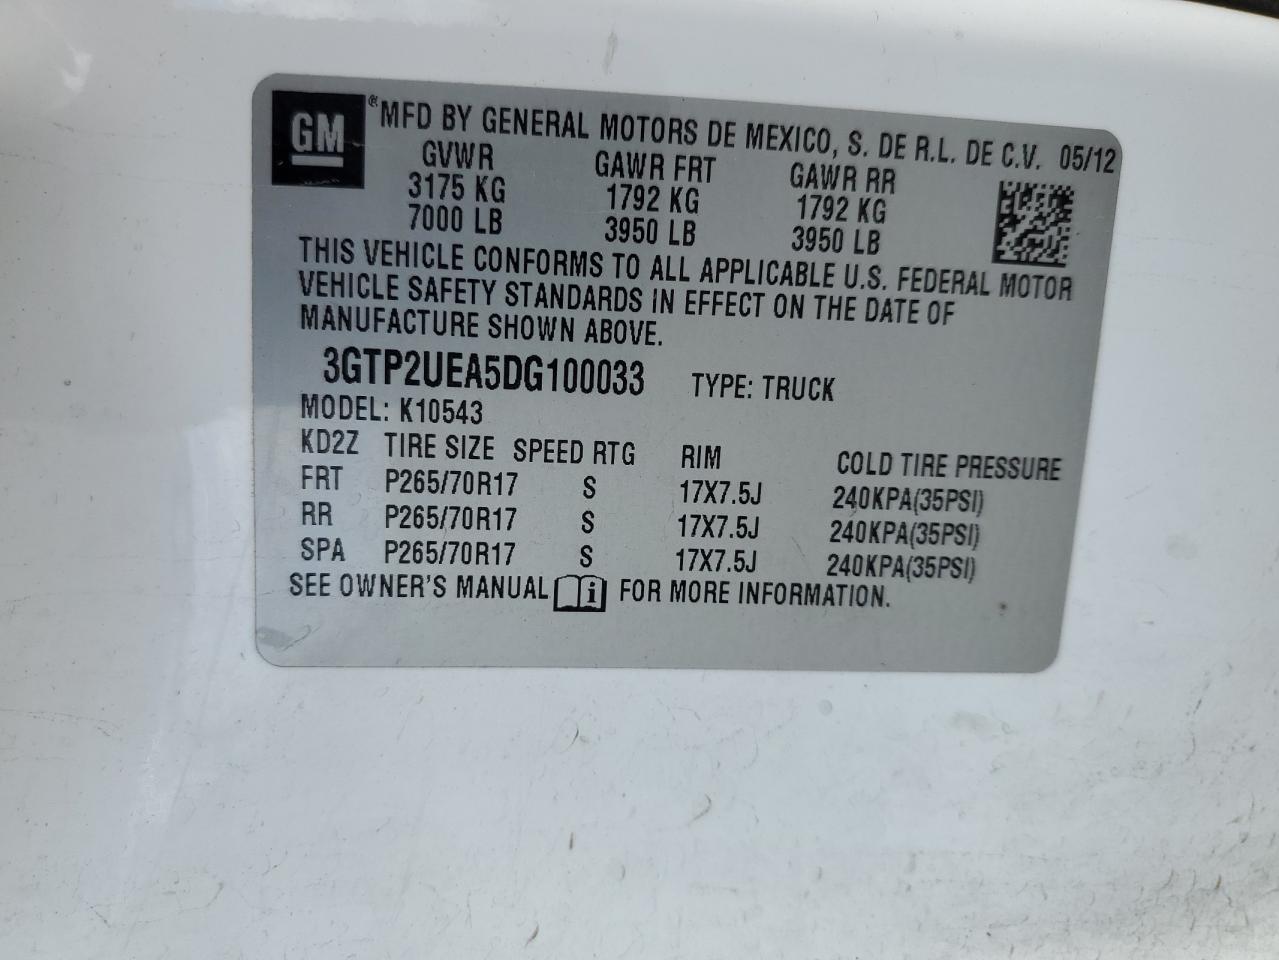 GM ® MFD BY GENERAL MOTORS DE MEXICO, S. DE R.L. DE C.V. 05/12
GVWR GAWR FRT GAWR RR
3175 KG 1792 KG 1792 KG
7000 LB 3950 LB 3950 LB
THIS VEHICLE CONFORMS TO ALL APPLICABLE U.S. FEDERAL MOTOR
VEHICLE SAFETY STANDARDS IN EFFECT ON THE DATE OF
MANUFACTURE SHOWN ABOVE.
3GTP2UEA5DG100033 TYPE: TRUCK
MODEL: K10543
KD2Z TIRE SIZE SPEED RTG RIM COLD TIRE PRESSURE
FRT P265/70R17 S 17X7.5J 240KPA(35PSI)
RR P265/70R17 S 17X7.5J 240KPA(35PSI)
SPA P265/70R17 S 17X7.5J 240KPA(35PSI)
SEE OWNER'S MANUAL i FOR MORE INFORMATION.